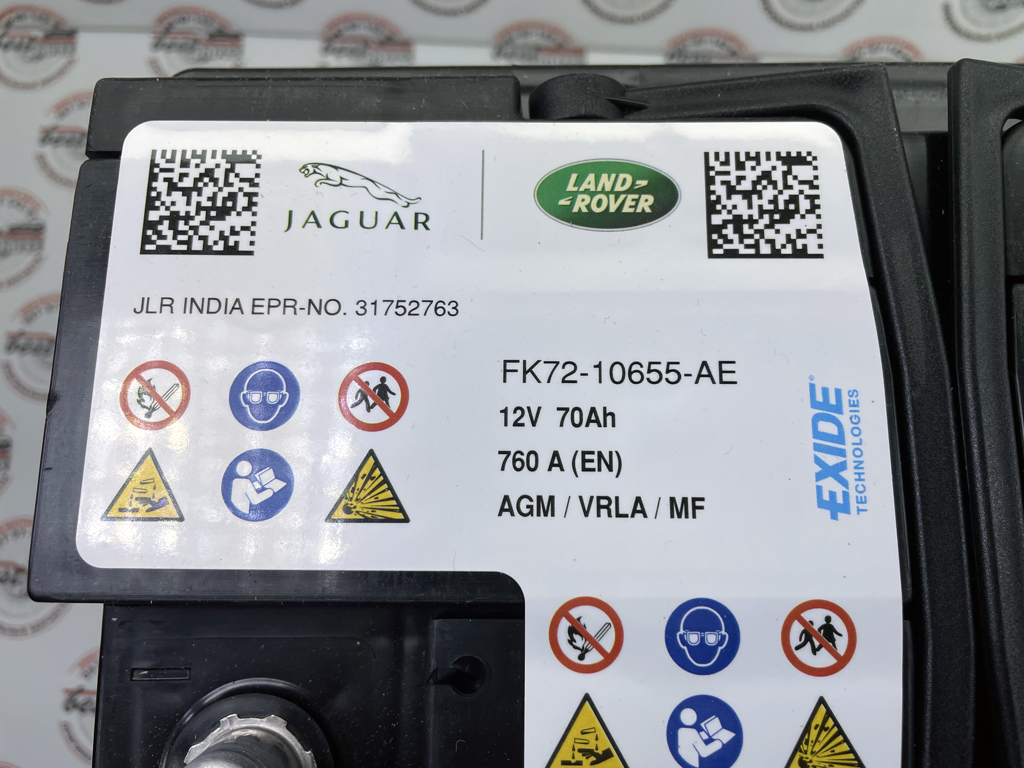 JAGUAR
LAND-
-ROVER
JLR INDIA EPR-NO. 31752763
FK72-10655-AE
12V 70Ah
760 A (EN)
AGM / VRLA / MF
EXIDE®
TECHNOLOGIES